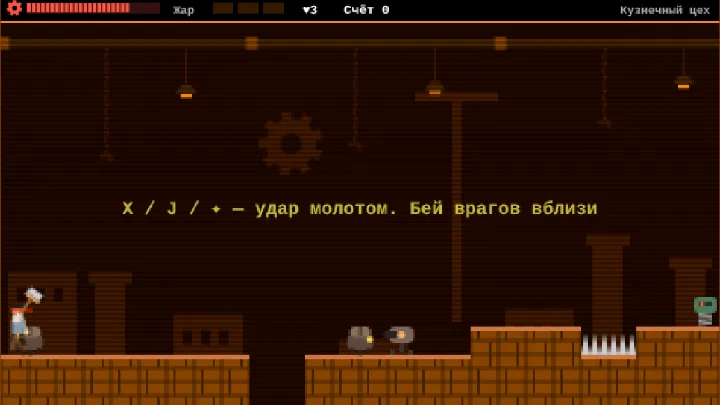 Жар ♥3 Счёт 0 Кузнечный цех
X / J / ✦ — удар молотом. Бей врагов вблизи